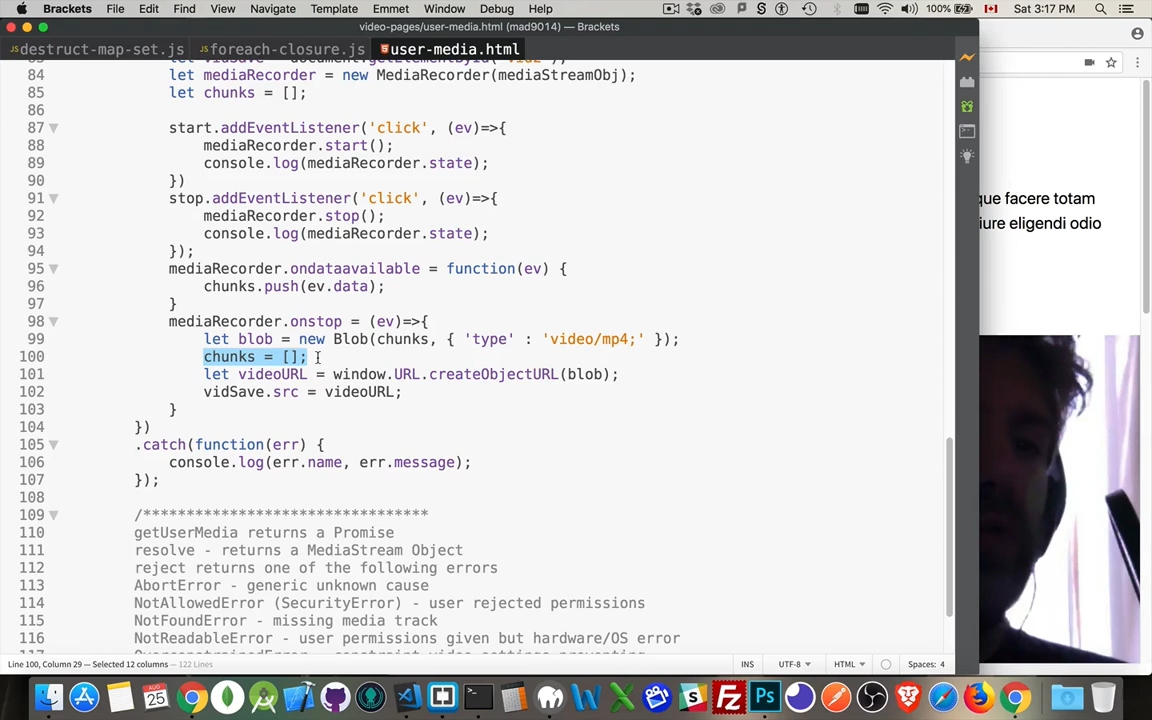 Brackets File Edit Find View Navigate Template Emmet Window Debug Help 100% Sat 3:17 PM
video-pages/user-media.html (mad9014) — Brackets
destruct-map-set.js foreach-closure.js user-media.html
84 let mediaRecorder = new MediaRecorder(mediaStreamObj);
85 let chunks = [];
86
87 start.addEventListener('click', (ev)=>{
88 mediaRecorder.start();
89 console.log(mediaRecorder.state);
90 })
91 stop.addEventListener('click', (ev)=>{
92 mediaRecorder.stop();
93 console.log(mediaRecorder.state);
94 });
95 mediaRecorder.ondataavailable = function(ev) {
96 chunks.push(ev.data);
97 }
98 mediaRecorder.onstop = (ev)=>{
99 let blob = new Blob(chunks, { 'type' : 'video/mp4;' });
100 chunks = [];
101 let videoURL = window.URL.createObjectURL(blob);
102 vidSave.src = videoURL;
103 }
104 })
105 .catch(function(err) {
106 console.log(err.name, err.message);
107 });
108
109 /*********************************
110 getUserMedia returns a Promise
111 resolve - returns a MediaStream Object
112 reject returns one of the following errors
113 AbortError - generic unknown cause
114 NotAllowedError (SecurityError) - user rejected permissions
115 NotFoundError - missing media track
116 NotReadableError - user permissions given but hardware/OS error
que facere totam
iure eligendi odio
Line 100, Column 29 — Selected 12 columns — 122 Lines INS UTF-8 HTML Spaces: 4
AUG
25